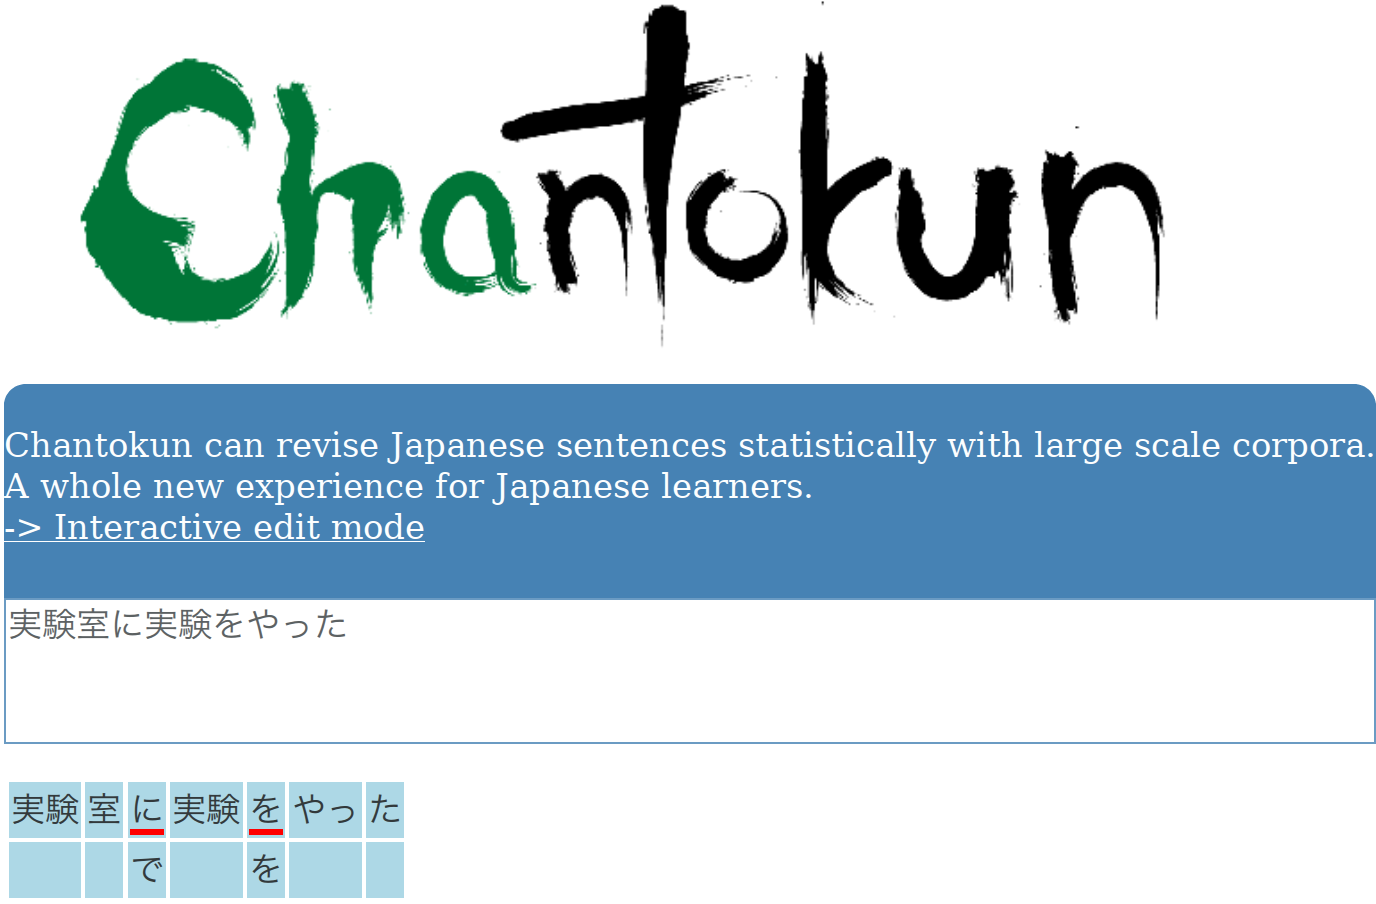 Chantokun
Chantokun can revise Japanese sentences statistically with large scale corpora.
A whole new experience for Japanese learners.
-> Interactive edit mode
実験室に実験をやった
実験 室 に 実験 を やっ た
で を